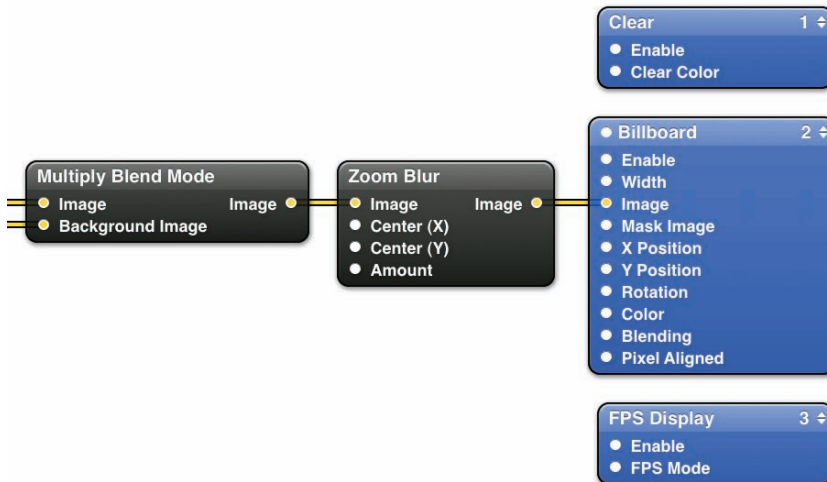 Clear 1
Enable
Clear Color
Billboard 2
Enable
Width
Image
Mask Image
X Position
Y Position
Rotation
Color
Blending
Pixel Aligned
Multiply Blend Mode
Image Image
Background Image
Zoom Blur
Image Image
Center (X)
Center (Y)
Amount
FPS Display 3
Enable
FPS Mode